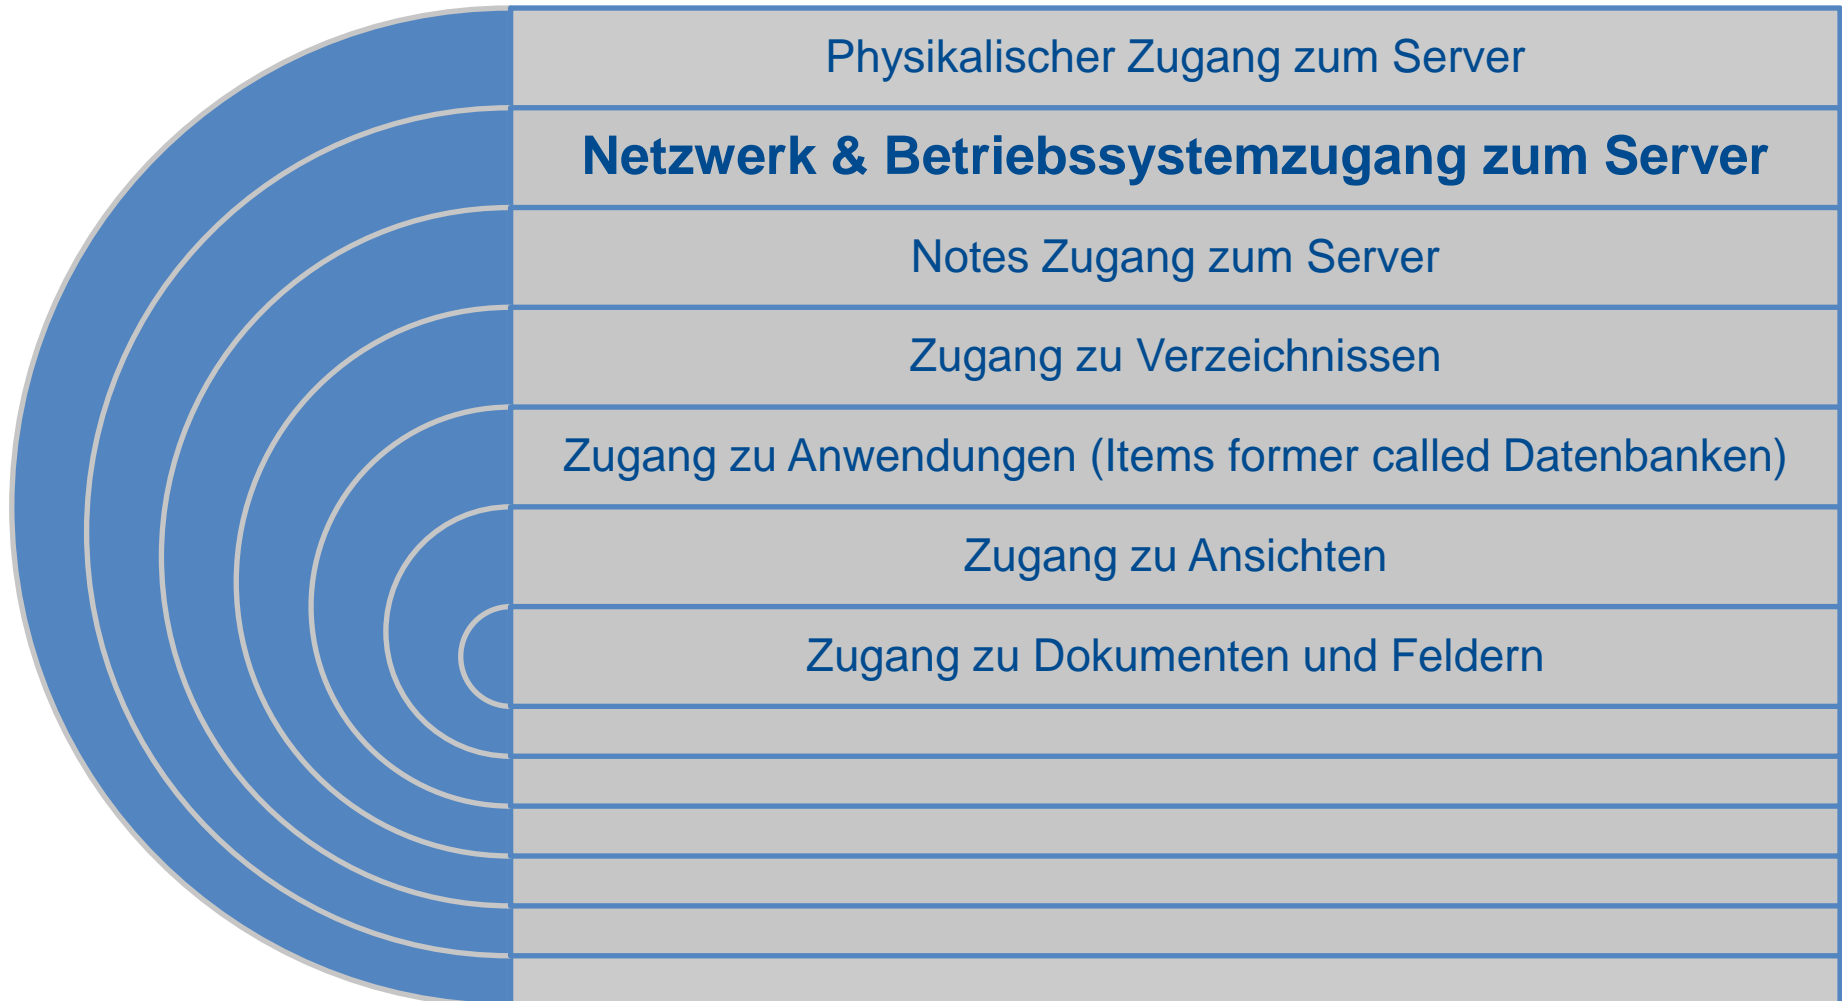 Physikalischer Zugang zum Server
Netzwerk & Betriebssystemzugang zum Server
Notes Zugang zum Server
Zugang zu Verzeichnissen
Zugang zu Anwendungen (Items former called Datenbanken)
Zugang zu Ansichten
Zugang zu Dokumenten und Feldern